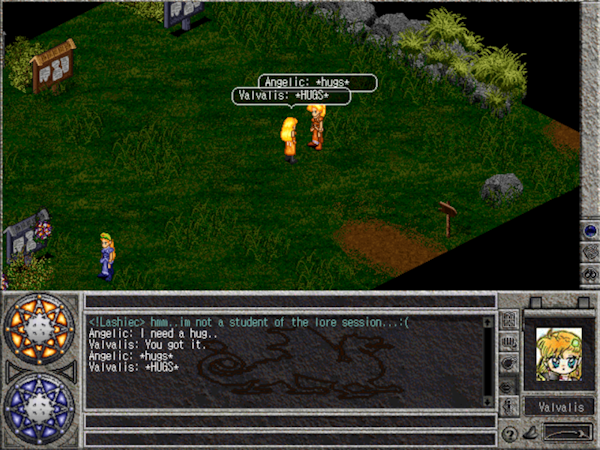 Angelic: *hugs*
Valvalis: *HUGS*
<!Lashiec> hmm..im not a student of the lore session...:(
Angelic: I need a hug..
Valvalis: You got it.
Angelic: *hugs*
Valvalis: *HUGS*
Valvalis
?